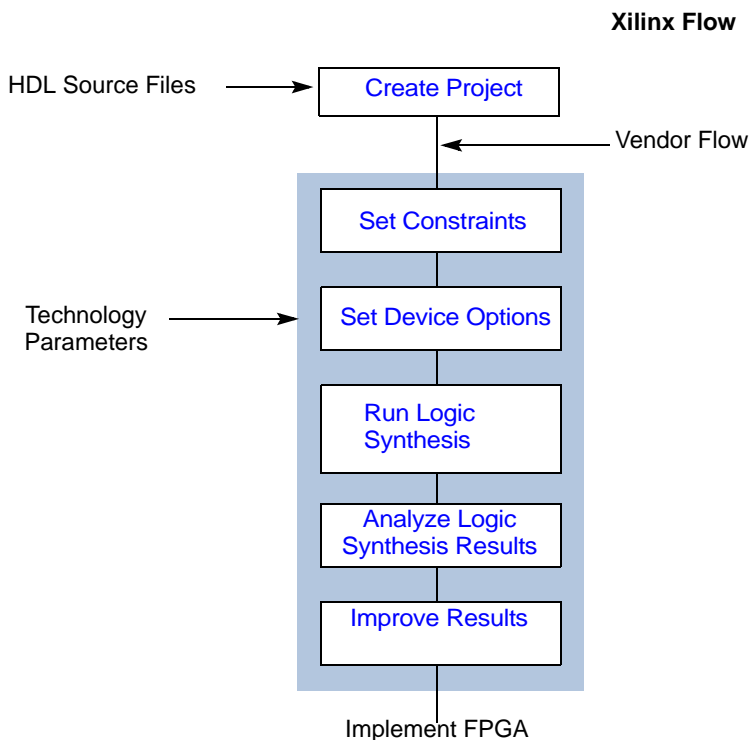 Xilinx Flow
HDL Source Files
Create Project
Vendor Flow
Set Constraints
Technology
Parameters
Set Device Options
Run Logic
Synthesis
Analyze Logic
Synthesis Results
Improve Results
Implement FPGA